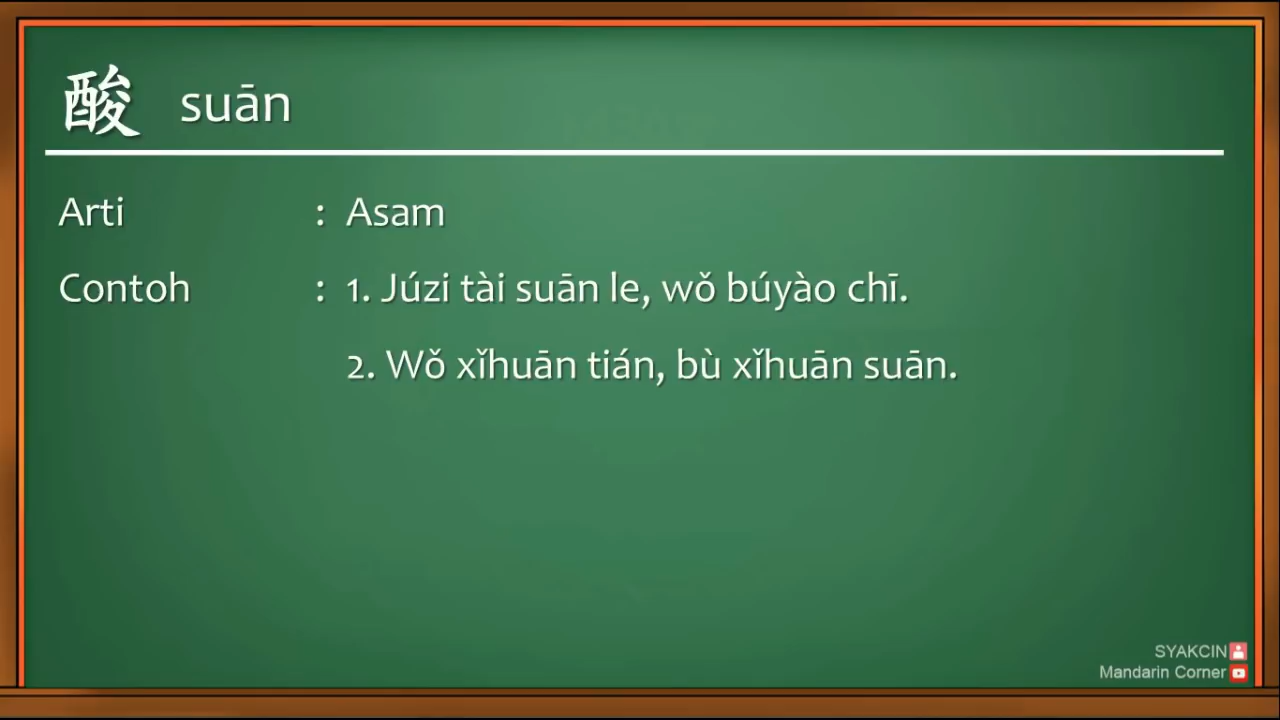 酸 suān
Arti : Asam
Contoh : 1. Júzi tài suān le, wǒ búyào chī.
2. Wǒ xǐhuān tián, bù xǐhuān suān.
SYAKCIN
Mandarin Corner